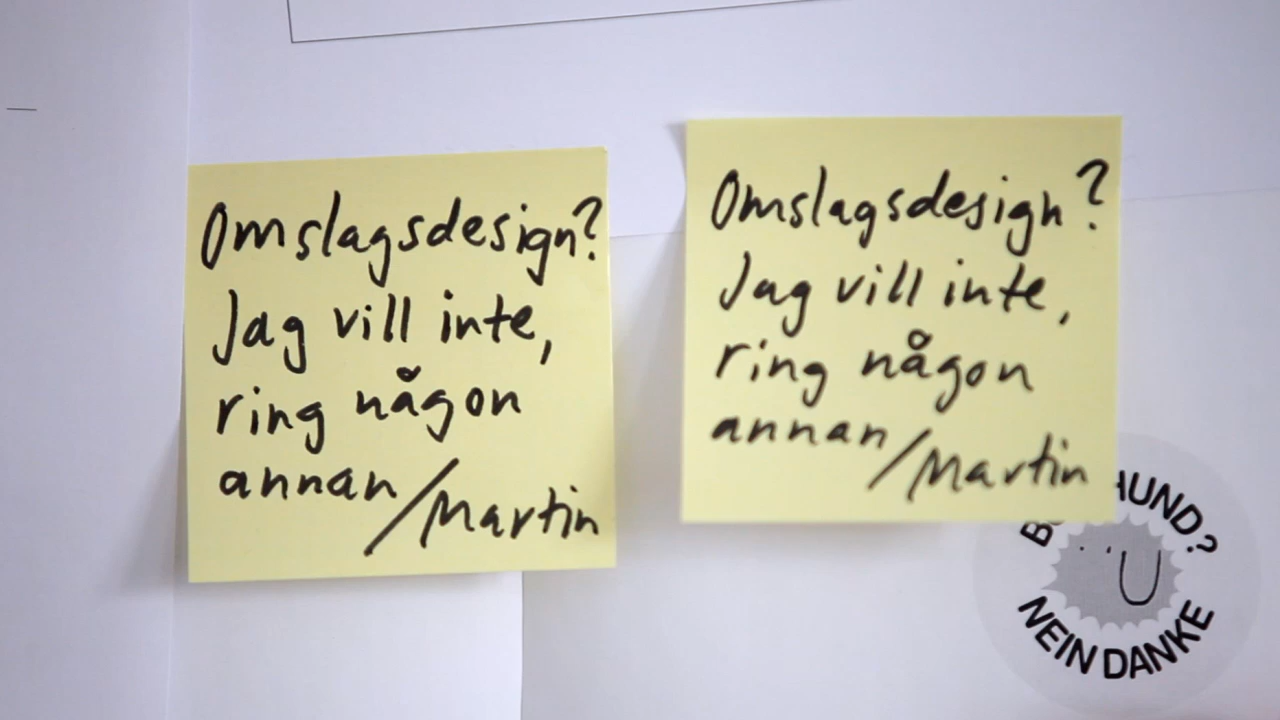 Omslagsdesign?
Jag vill inte,
ring någon
annan/Martin
Omslagsdesign?
Jag vill inte,
ring någon
annan/Martin
NEIN DANKE